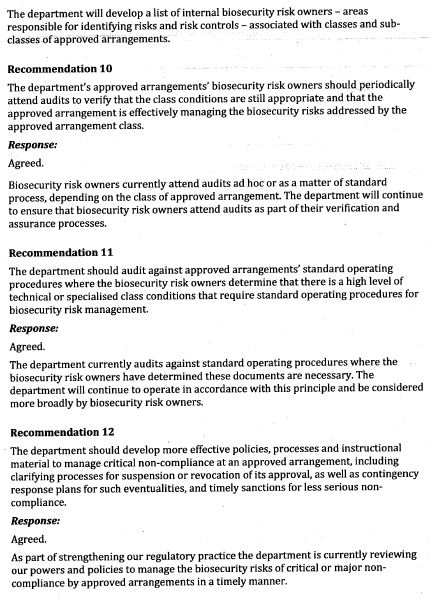 The department will develop a list of internal biosecurity risk owners – areas
responsible for identifying risks and risk controls – associated with classes and sub-
classes of approved arrangements.
Recommendation 10
The department's approved arrangements' biosecurity risk owners should periodically
attend audits to verify that the class conditions are still appropriate and that the
approved arrangement is effectively managing the biosecurity risks addressed by the
approved arrangement class.
Response:
Agreed.
Biosecurity risk owners currently attend audits ad hoc or as a matter of standard
process, depending on the class of approved arrangement. The department will continue
to ensure that biosecurity risk owners attend audits as part of their verification and
assurance processes.
Recommendation 11
The department should audit against approved arrangements' standard operating
procedures where the biosecurity risk owners determine that there is a high level of
technical or specialised class conditions that require standard operating procedures for
biosecurity risk management.
Response:
Agreed.
The department currently audits against standard operating procedures where the
biosecurity risk owners have determined these documents are necessary. The
department will continue to operate in accordance with this principle and be considered
more broadly by biosecurity risk owners.
Recommendation 12
The department should develop more effective policies, processes and instructional
material to manage critical non-compliance at an approved arrangement, including
clarifying processes for suspension or revocation of its approval, as well as contingency
response plans for such eventualities, and timely sanctions for less serious non-
compliance.
Response:
Agreed.
As part of strengthening our regulatory practice the department is currently reviewing
our powers and policies to manage the biosecurity risks of critical or major non-
compliance by approved arrangements in a timely manner.